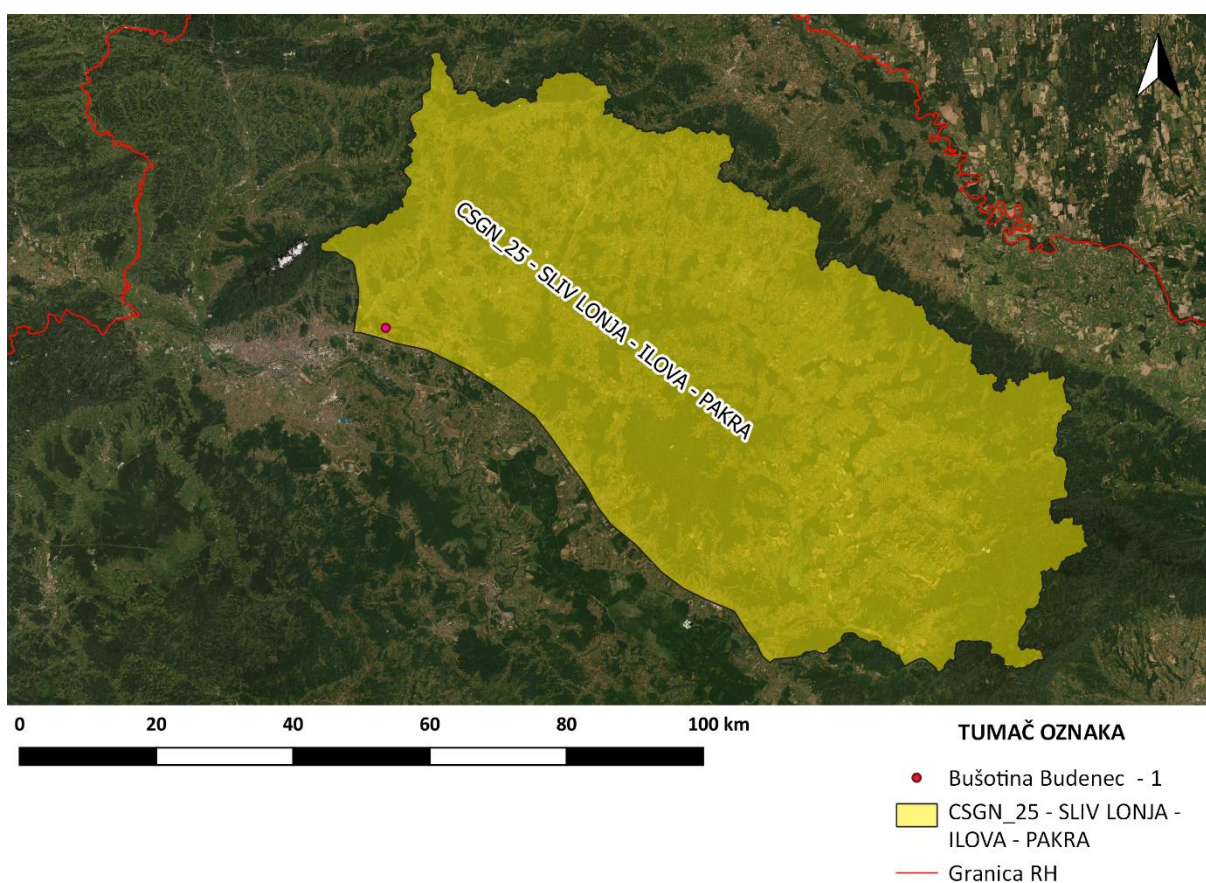 CSGN_25 - SLIV LONJA - ILOVA - PAKRA
0 20 40 60 80 100 km
TUMAČ OZNAKA
Bušotina Budenec - 1
CSGN_25 - SLIV LONJA -
ILOVA - PAKRA
Granica RH